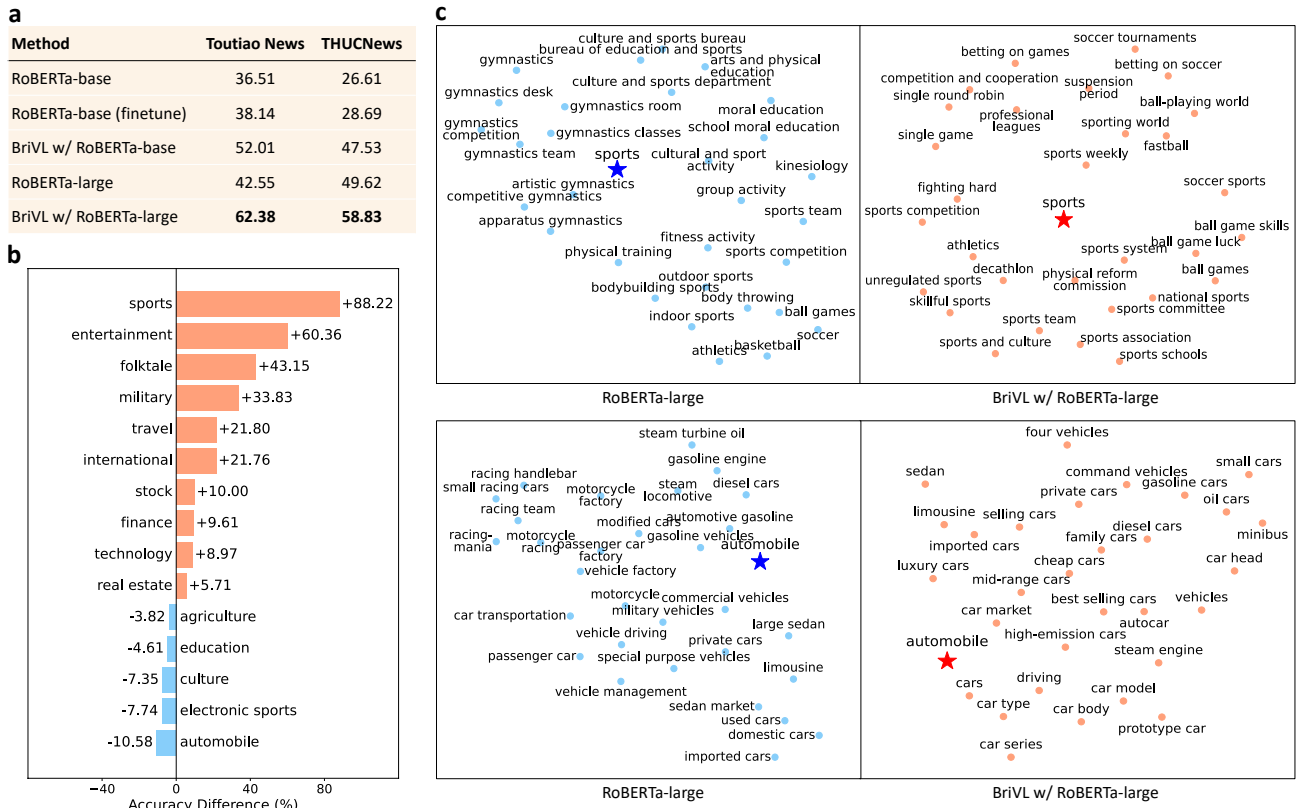 a
Method Toutiao News THUCNews
RoBERTa-base 36.51 26.61
RoBERTa-base (finetune) 38.14 28.69
BriVL w/ RoBERTa-base 52.01 47.53
RoBERTa-large 42.55 49.62
BriVL w/ RoBERTa-large 62.38 58.83
b
sports +88.22
entertainment +60.36
folktale +43.15
military +33.83
travel +21.80
international +21.76
stock +10.00
finance +9.61
technology +8.97
real estate +5.71
-3.82 agriculture
-4.61 education
-7.35 culture
-7.74 electronic sports
-10.58 automobile
−40 0 40 80
Accuracy Difference (%)
c
culture and sports bureau
bureau of education and sports
gymnastics
arts and physical
education
culture and sports department
gymnastics desk
gymnastics room
moral education
gymnastics
competition
gymnastics classes
school moral education
gymnastics team
sports
cultural and sport
activity
kinesiology
artistic gymnastics
competitive gymnastics
group activity
apparatus gymnastics
sports team
fitness activity
physical training
sports competition
outdoor sports
bodybuilding sports
body throwing
ball games
indoor sports
soccer
basketball
athletics
RoBERTa-large
soccer tournaments
betting on games
betting on soccer
competition and cooperation
suspension
period
single round robin
ball-playing world
professional
leagues
sporting world
single game
fastball
sports weekly
fighting hard
soccer sports
sports
sports competition
ball game skills
athletics
sports system
ball game luck
decathlon
physical reform
commission
ball games
unregulated sports
skillful sports
national sports
sports committee
sports team
sports and culture
sports association
sports schools
BriVL w/ RoBERTa-large
steam turbine oil
gasoline engine
racing handlebar
small racing cars
motorcycle
factory
steam
locomotive
diesel cars
racing team
modified cars
automotive gasoline
racing-
mania
motorcycle
racing
passenger car
factory
gasoline vehicles
automobile
vehicle factory
motorcycle
commercial vehicles
car transportation
military vehicles
large sedan
vehicle driving
private cars
passenger car
special purpose vehicles
limousine
vehicle management
sedan market
used cars
domestic cars
imported cars
RoBERTa-large
four vehicles
sedan
command vehicles
small cars
gasoline cars
private cars
oil cars
limousine
selling cars
diesel cars
minibus
imported cars
family cars
cheap cars
car head
luxury cars
mid-range cars
best selling cars
vehicles
car market
autocar
high-emission cars
automobile
steam engine
cars
driving
car model
car type
car body
prototype car
car series
BriVL w/ RoBERTa-large